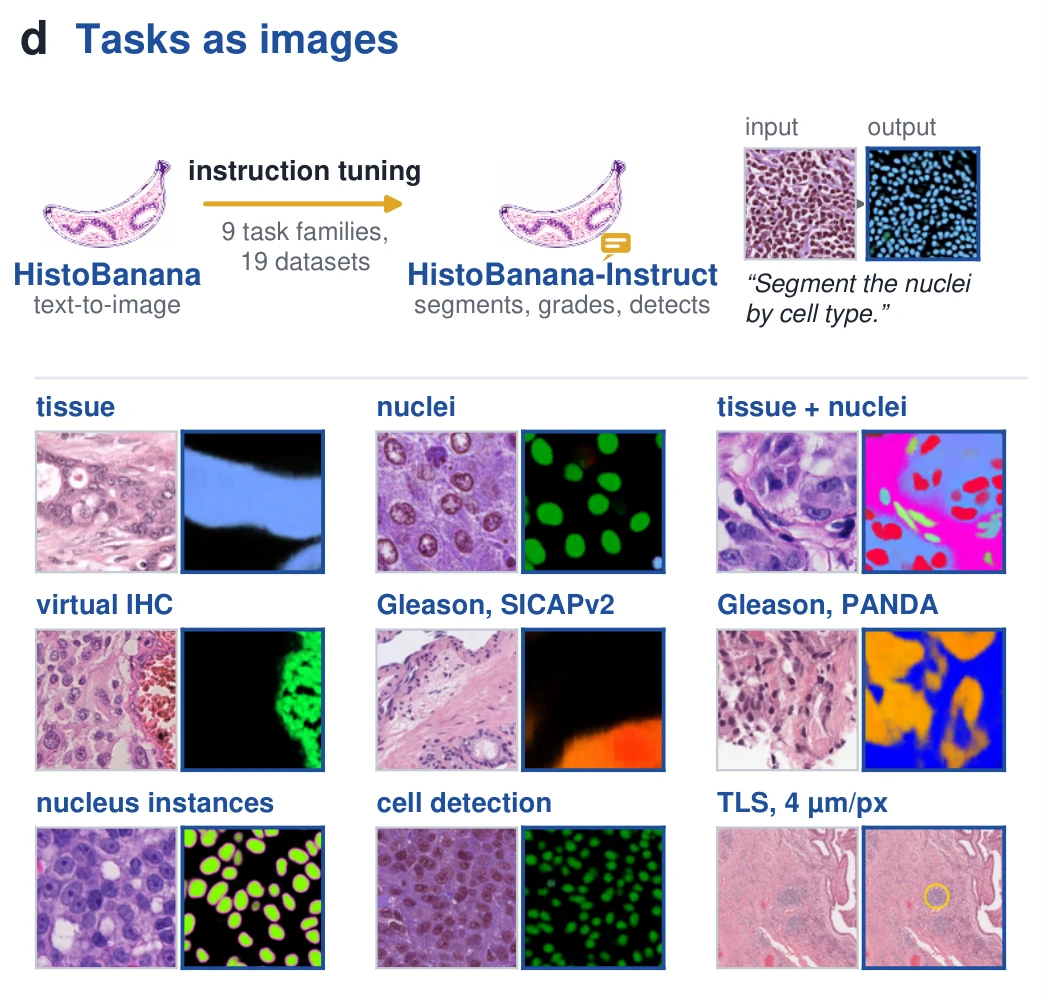 d Tasks as images
input output
instruction tuning
9 task families,
19 datasets
HistoBanana
text-to-image
HistoBanana-Instruct
segments, grades, detects
“Segment the nuclei
by cell type.”
tissue nuclei tissue + nuclei
virtual IHC Gleason, SICAPv2 Gleason, PANDA
nucleus instances cell detection TLS, 4 µm/px